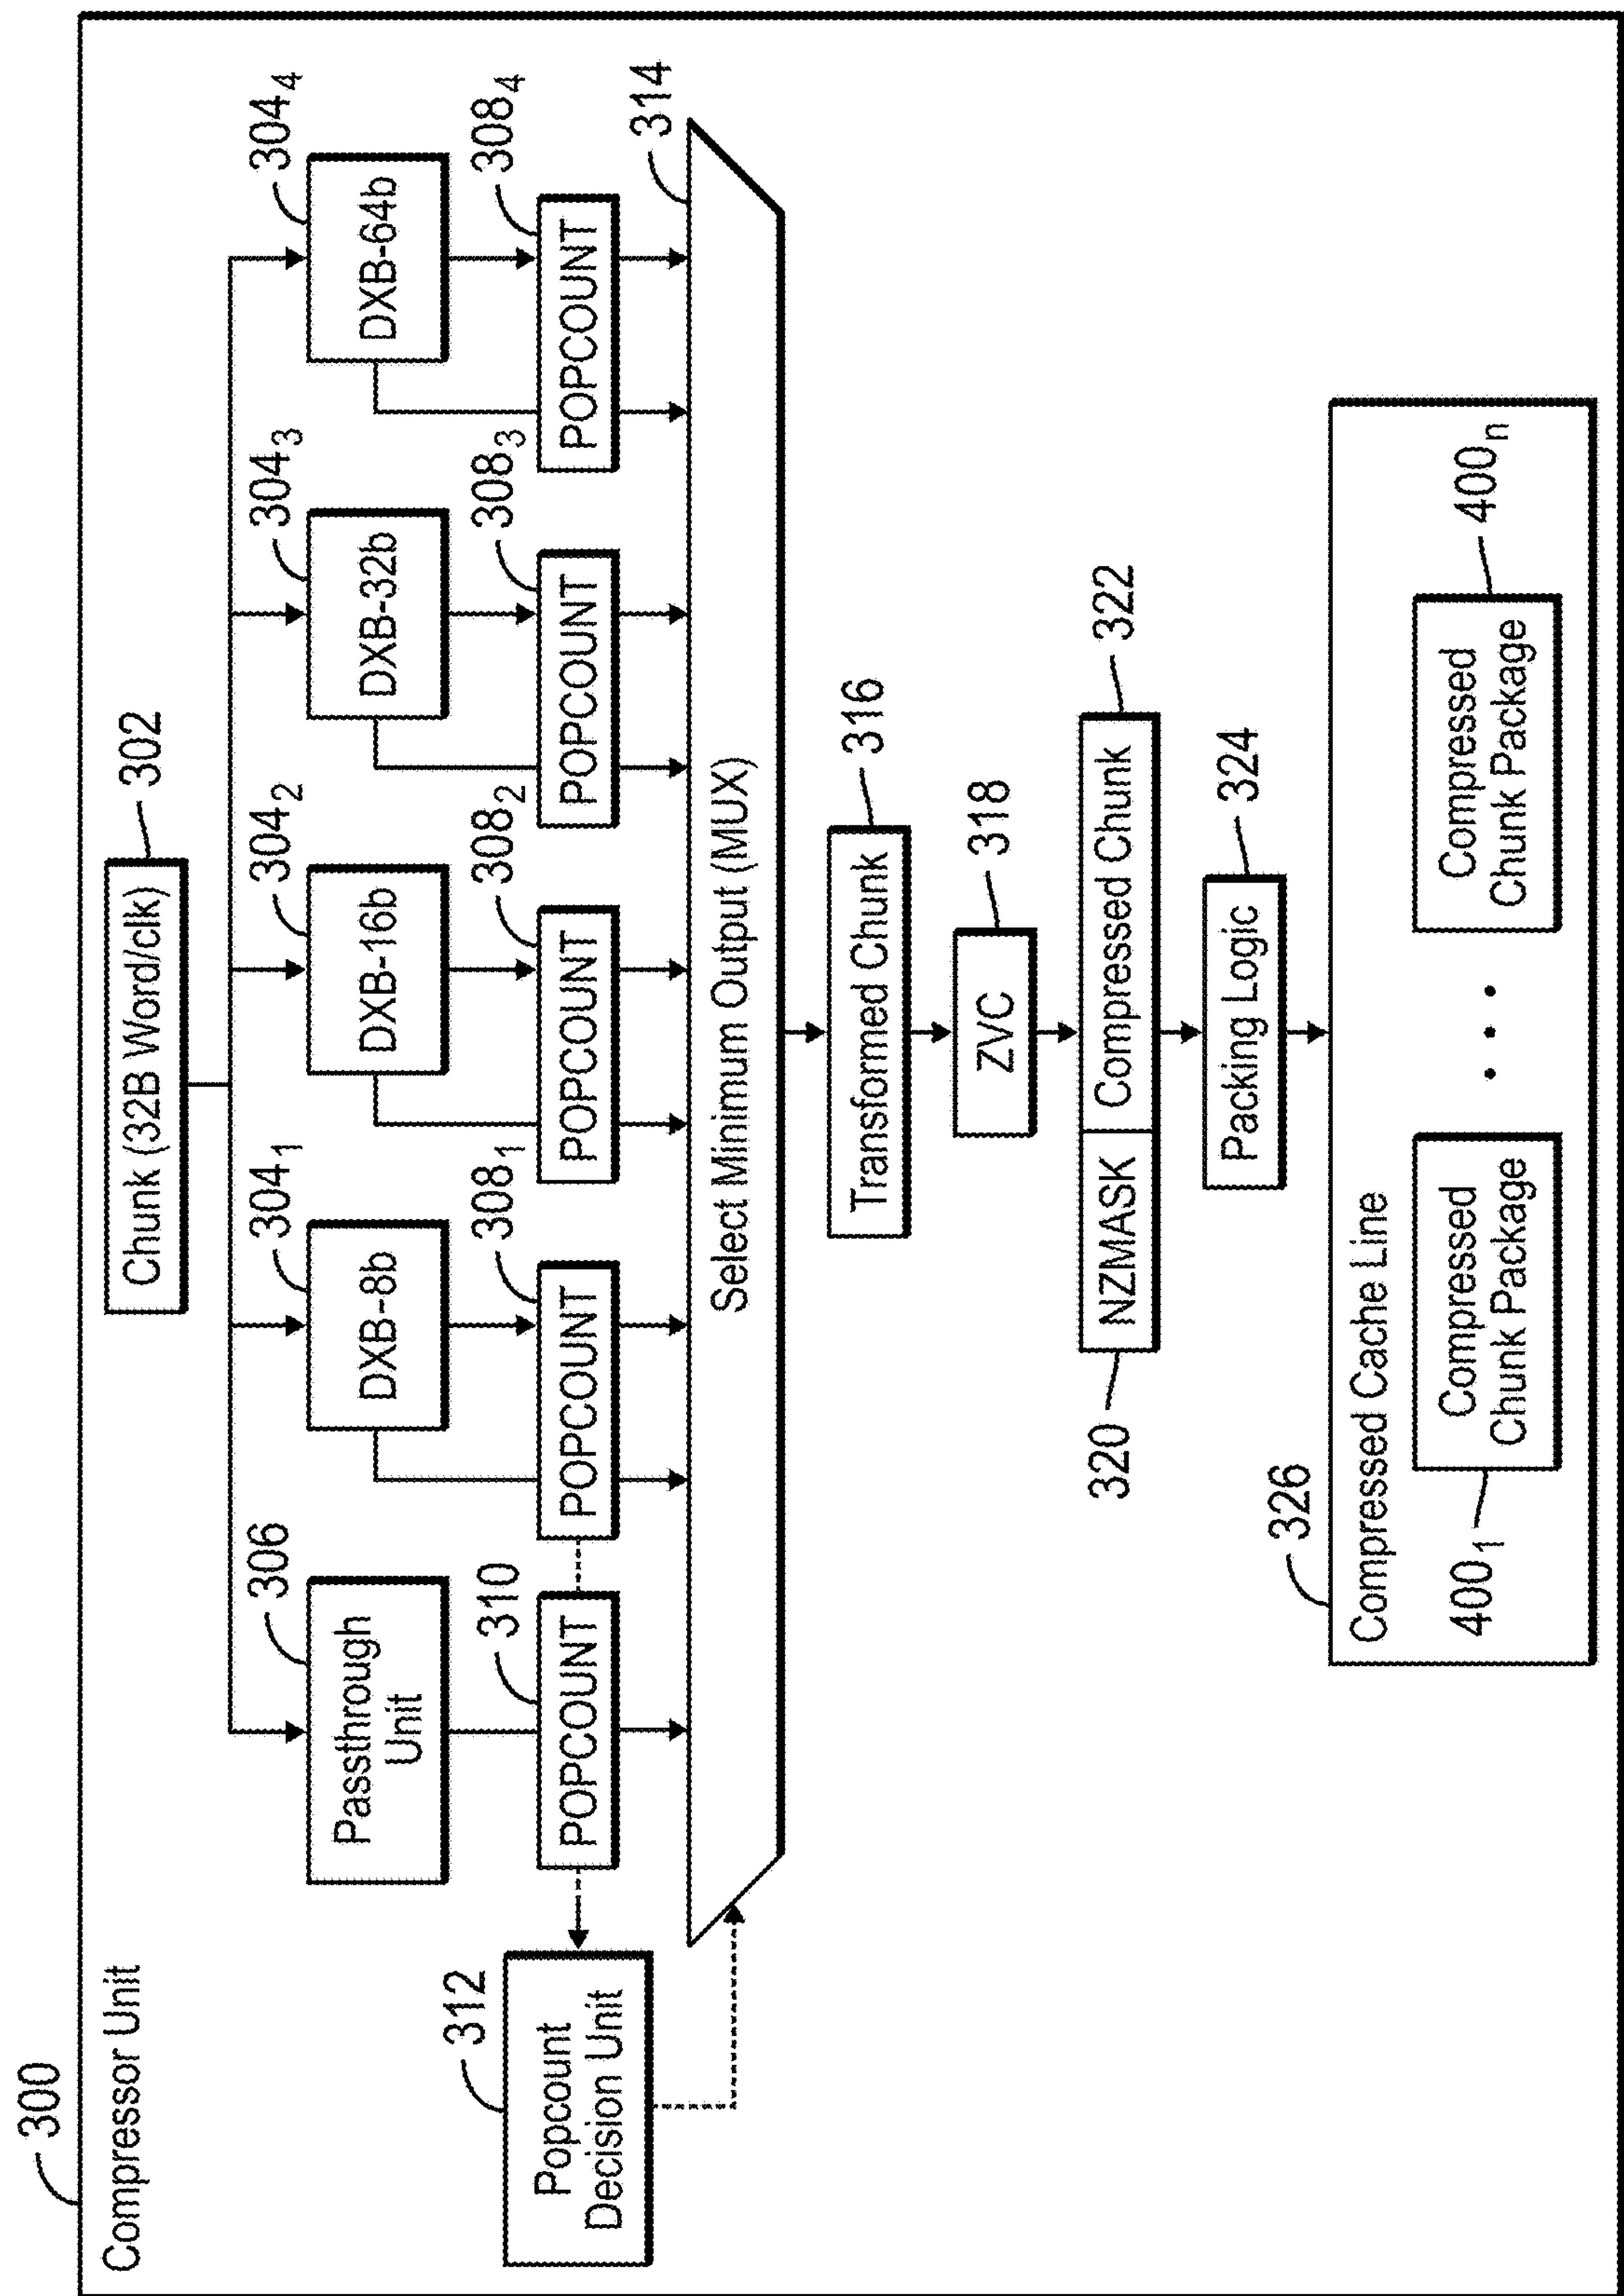 300
Compressor Unit
Chunk (32B Word/clk)
302
306
304₁
304₂
304₃
304₄
Passthrough
Unit
DXB-8b
DXB-16b
DXB-32b
DXB-64b
312
310
308₁
308₂
308₃
308₄
Popcount
Decision Unit
POPCOUNT
POPCOUNT
POPCOUNT
POPCOUNT
POPCOUNT
314
Select Minimum Output (MUX)
Transformed Chunk
316
ZVC
318
320
NZMASK
Compressed Chunk
322
Packing Logic
324
326
Compressed Cache Line
400₁
Compressed
Chunk Package
• • •
Compressed
Chunk Package
400ₙ